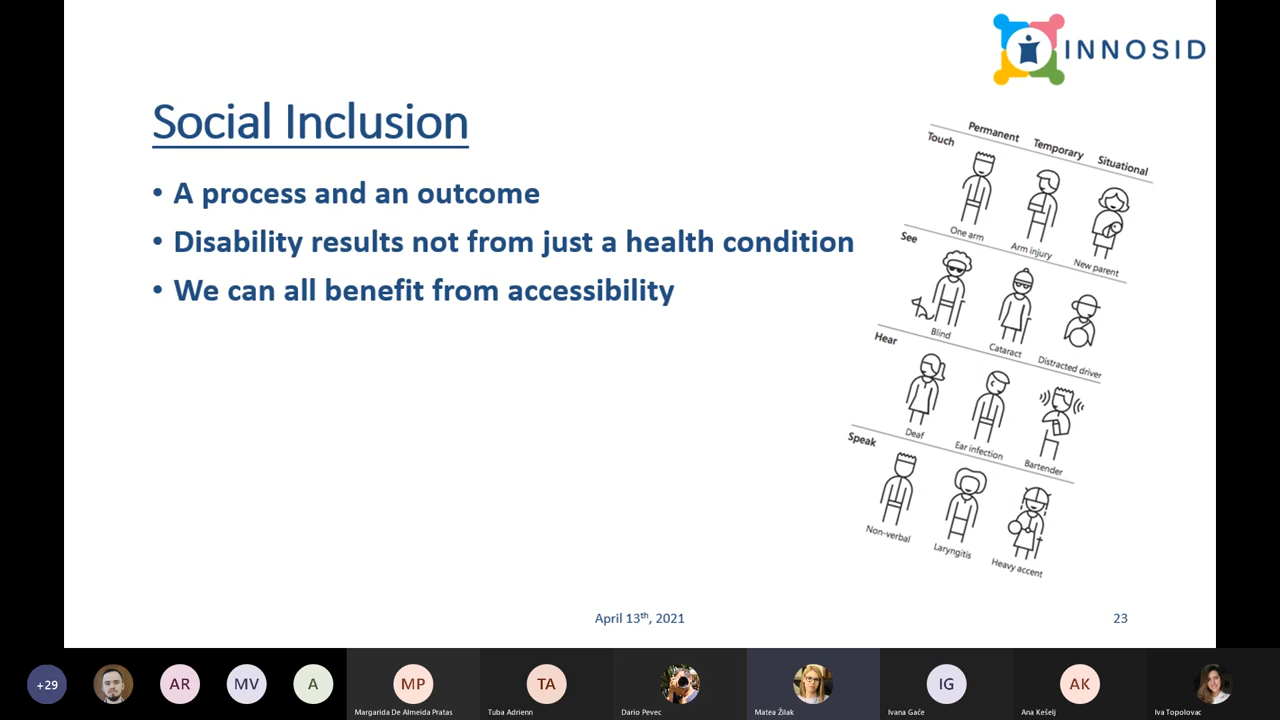 INNOSID
Social Inclusion
• A process and an outcome
• Disability results not from just a health condition
• We can all benefit from accessibility
Permanent Temporary Situational
Touch
One arm Arm injury New parent
See
Blind Cataract Distracted driver
Hear
Deaf Ear infection Bartender
Speak
Non-verbal Laryngitis Heavy accent
April 13th, 2021
23
+29
AR
MV
A
MP
TA
IG
AK
Margarida De Almeida Pratas
Tuba Adrienn
Dario Pevec
Matea Žilak
Ivana Gaće
Ana Kešelj
Iva Topolovac